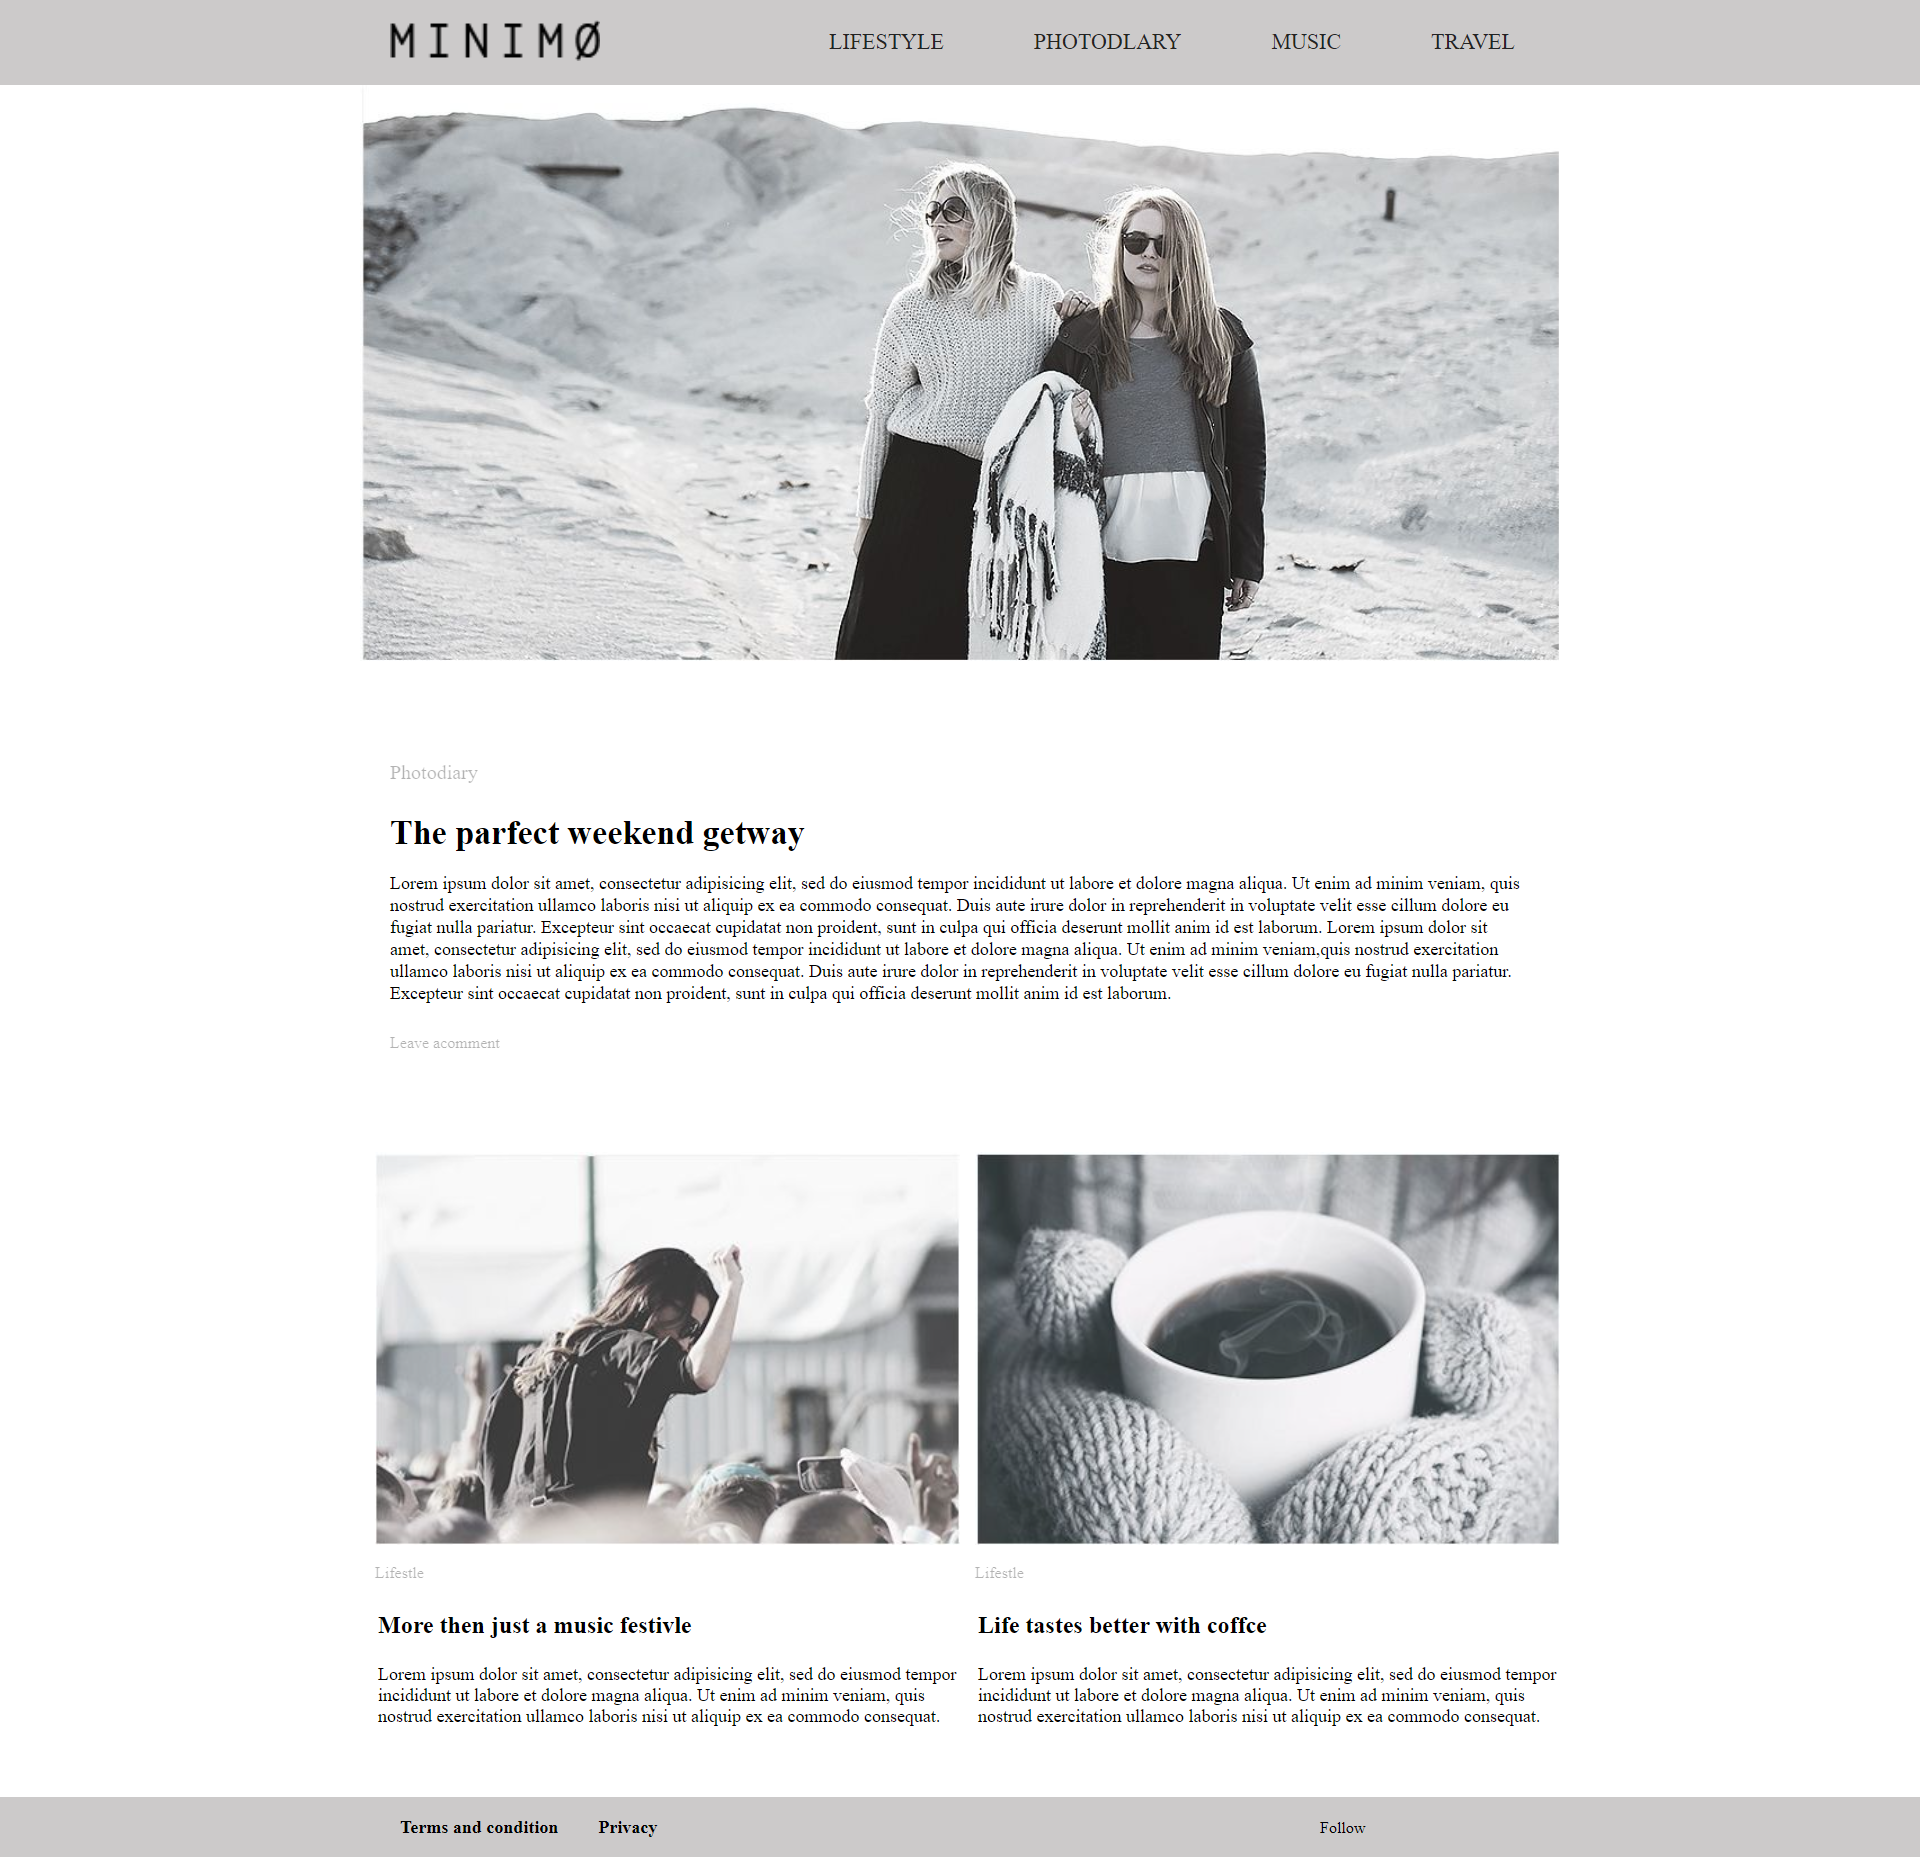 MINIMØ
LIFESTYLE PHOTODLARY MUSIC TRAVEL
Photodiary
The parfect weekend getway
Lorem ipsum dolor sit amet, consectetur adipisicing elit, sed do eiusmod tempor incididunt ut labore et dolore magna aliqua. Ut enim ad minim veniam, quis
nostrud exercitation ullamco laboris nisi ut aliquip ex ea commodo consequat. Duis aute irure dolor in reprehenderit in voluptate velit esse cillum dolore eu
fugiat nulla pariatur. Excepteur sint occaecat cupidatat non proident, sunt in culpa qui officia deserunt mollit anim id est laborum. Lorem ipsum dolor sit
amet, consectetur adipisicing elit, sed do eiusmod tempor incididunt ut labore et dolore magna aliqua. Ut enim ad minim veniam,quis nostrud exercitation
ullamco laboris nisi ut aliquip ex ea commodo consequat. Duis aute irure dolor in reprehenderit in voluptate velit esse cillum dolore eu fugiat nulla pariatur.
Excepteur sint occaecat cupidatat non proident, sunt in culpa qui officia deserunt mollit anim id est laborum.
Leave acomment
Lifestle
More then just a music festivle
Lorem ipsum dolor sit amet, consectetur adipisicing elit, sed do eiusmod tempor
incididunt ut labore et dolore magna aliqua. Ut enim ad minim veniam, quis
nostrud exercitation ullamco laboris nisi ut aliquip ex ea commodo consequat.
Lifestle
Life tastes better with coffce
Lorem ipsum dolor sit amet, consectetur adipisicing elit, sed do eiusmod tempor
incididunt ut labore et dolore magna aliqua. Ut enim ad minim veniam, quis
nostrud exercitation ullamco laboris nisi ut aliquip ex ea commodo consequat.
Terms and condition Privacy Follow